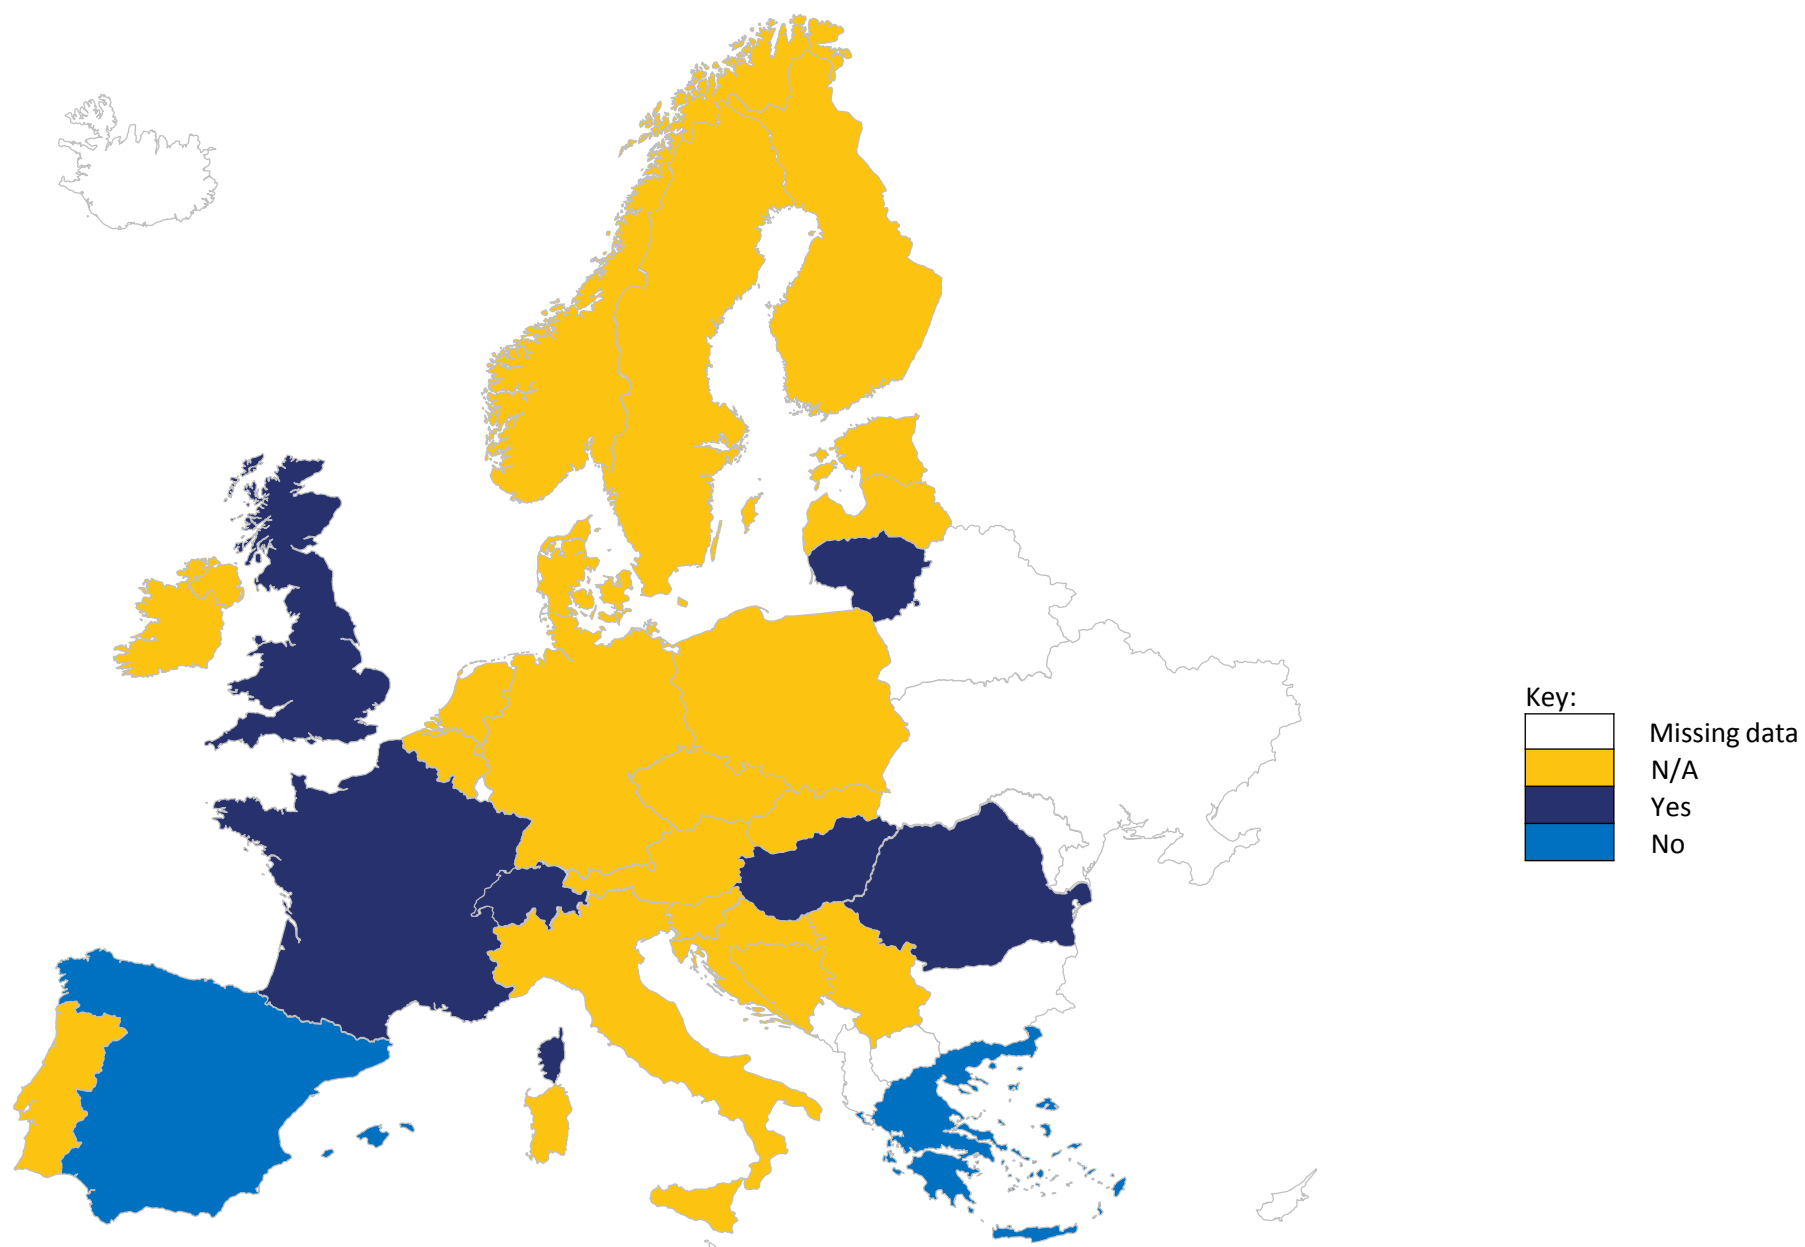 Key:
Missing data
N/A
Yes
No